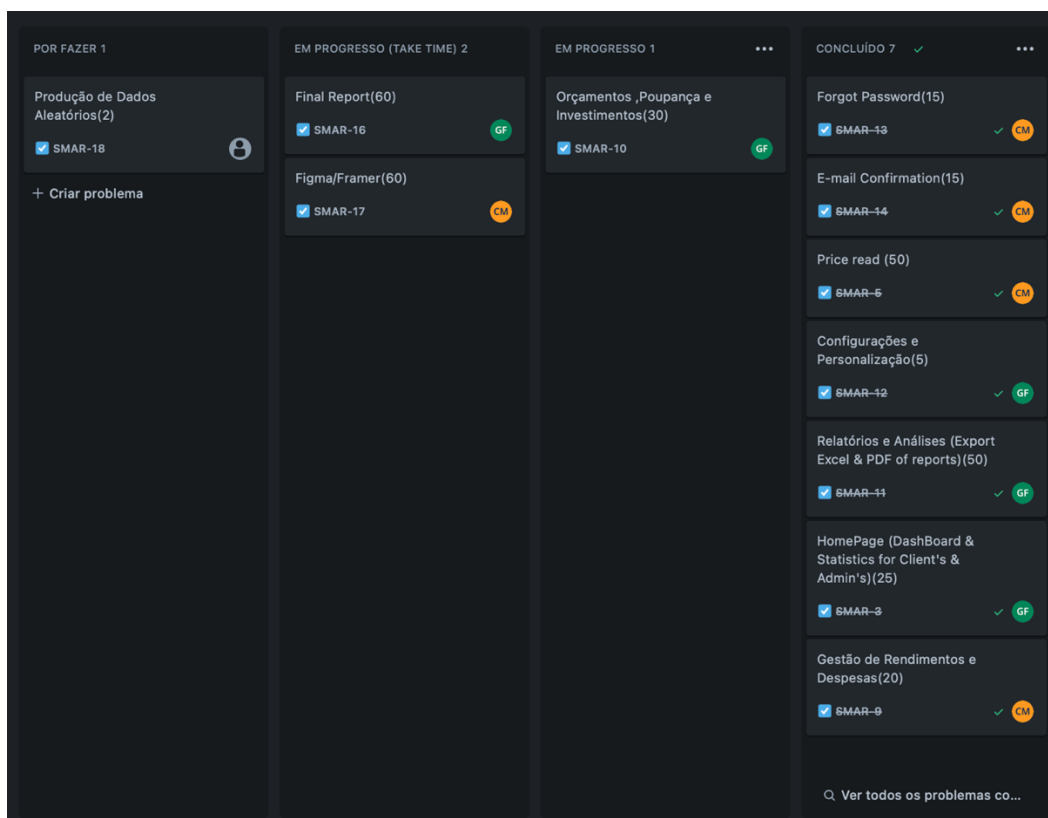 POR FAZER 1
Produção de Dados
Aleatórios(2)
SMAR-18
+ Criar problema
EM PROGRESSO (TAKE TIME) 2
Final Report(60)
SMAR-16
GF
Figma/Framer(60)
SMAR-17
CM
EM PROGRESSO 1
Orçamentos ,Poupança e
Investimentos(30)
SMAR-10
GF
CONCLUÍDO 7
Forgot Password(15)
SMAR-13
CM
E-mail Confirmation(15)
SMAR-14
CM
Price read (50)
SMAR-5
CM
Configurações e
Personalização(5)
SMAR-12
GF
Relatórios e Análises (Export
Excel & PDF of reports)(50)
SMAR-11
GF
HomePage (DashBoard &
Statistics for Client's &
Admin's)(25)
SMAR-3
GF
Gestão de Rendimentos e
Despesas(20)
SMAR-9
CM
Ver todos os problemas co...